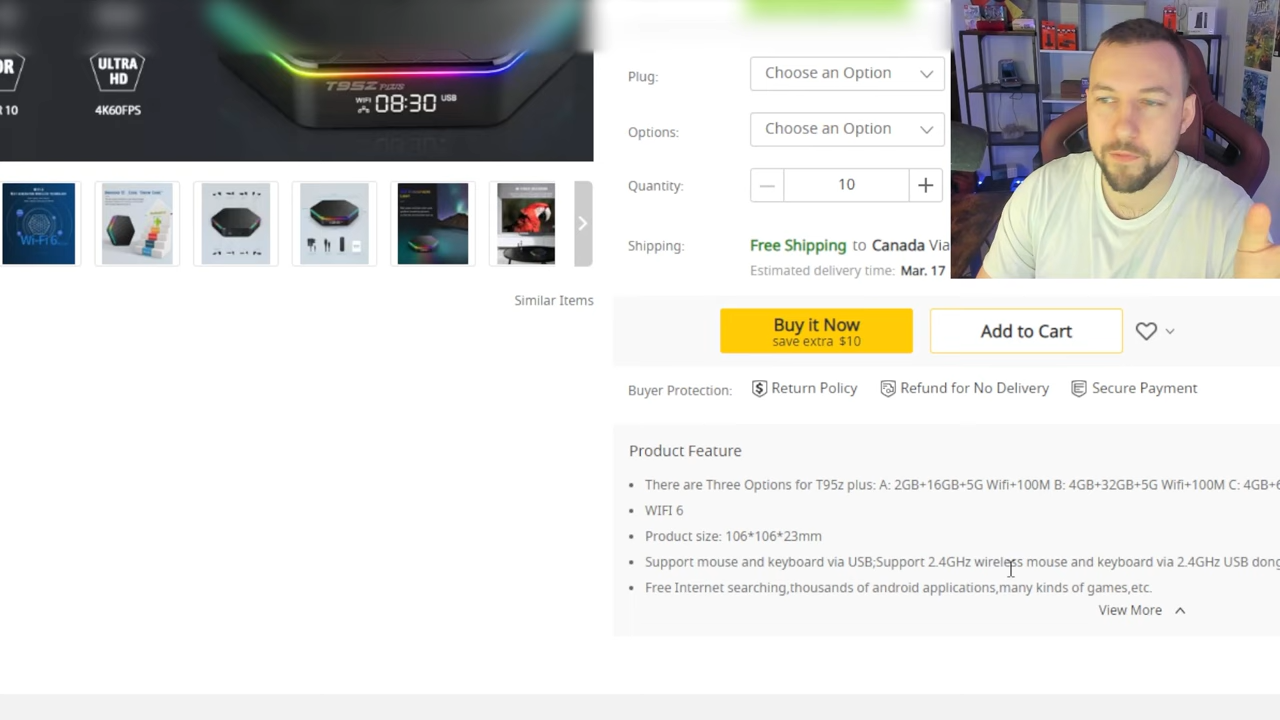 OR
R 10
ULTRA
HD
4K60FPS
T95Z PLUS
WIFI 08:30 USB
Wi-Fi 6
Similar Items
Plug: Choose an Option
Options: Choose an Option
Quantity: — 10 +
Shipping: Free Shipping to Canada Via
Estimated delivery time: Mar. 17
Buy it Now
save extra $10
Add to Cart
Buyer Protection: Return Policy Refund for No Delivery Secure Payment
Product Feature
There are Three Options for T95z plus: A: 2GB+16GB+5G Wifi+100M B: 4GB+32GB+5G Wifi+100M C: 4GB+6
WIFI 6
Product size: 106*106*23mm
Support mouse and keyboard via USB;Support 2.4GHz wireless mouse and keyboard via 2.4GHz USB dong
Free Internet searching,thousands of android applications,many kinds of games,etc.
View More